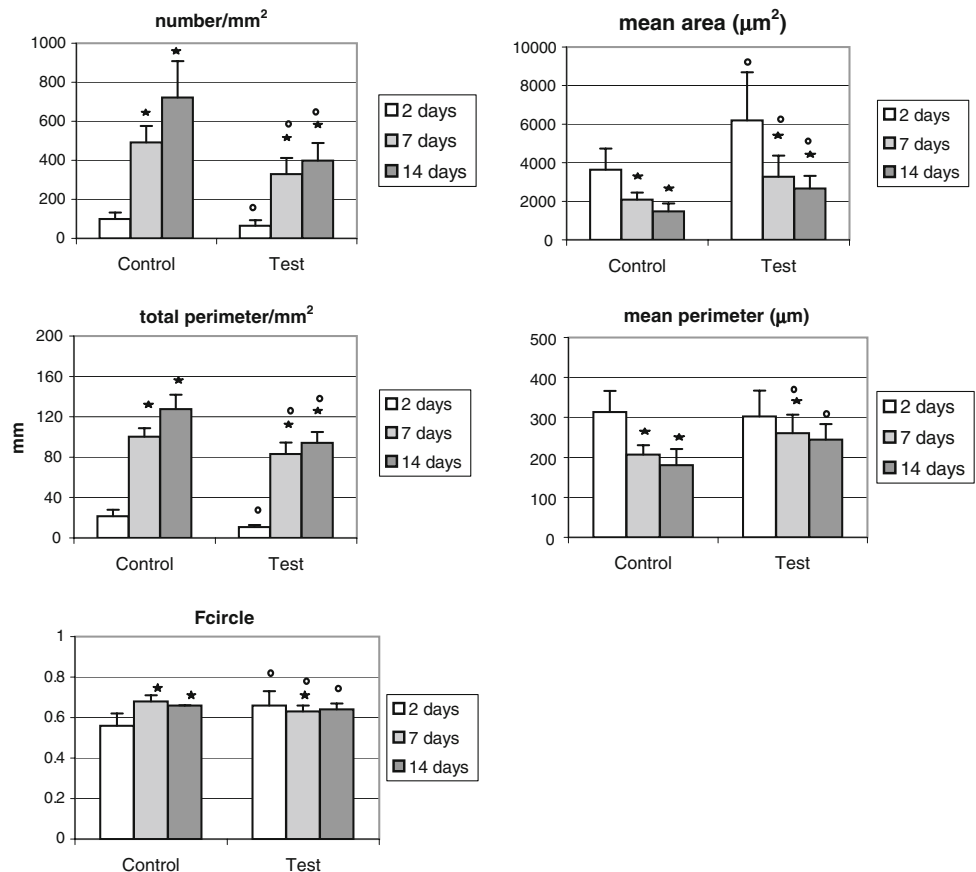 number/mm²
1000
800
600
400
200
0
Control
Test
2 days
7 days
14 days
mean area (µm²)
10000
8000
6000
4000
2000
0
Control
Test
2 days
7 days
14 days
total perimeter/mm²
mm
200
160
120
80
40
0
Control
Test
2 days
7 days
14 days
mean perimeter (µm)
500
400
300
200
100
0
Control
Test
2 days
7 days
14 days
Fcircle
1
0.8
0.6
0.4
0.2
0
Control
Test
2 days
7 days
14 days